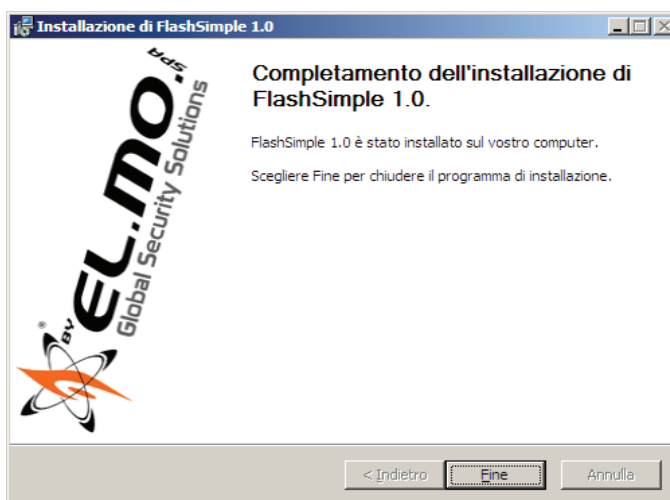 Installazione di FlashSimple 1.0
BY EL.MO. SPA
Global Security Solutions
®
Completamento dell'installazione di
FlashSimple 1.0.
FlashSimple 1.0 è stato installato sul vostro computer.
Scegliere Fine per chiudere il programma di installazione.
< Indietro
Fine
Annulla